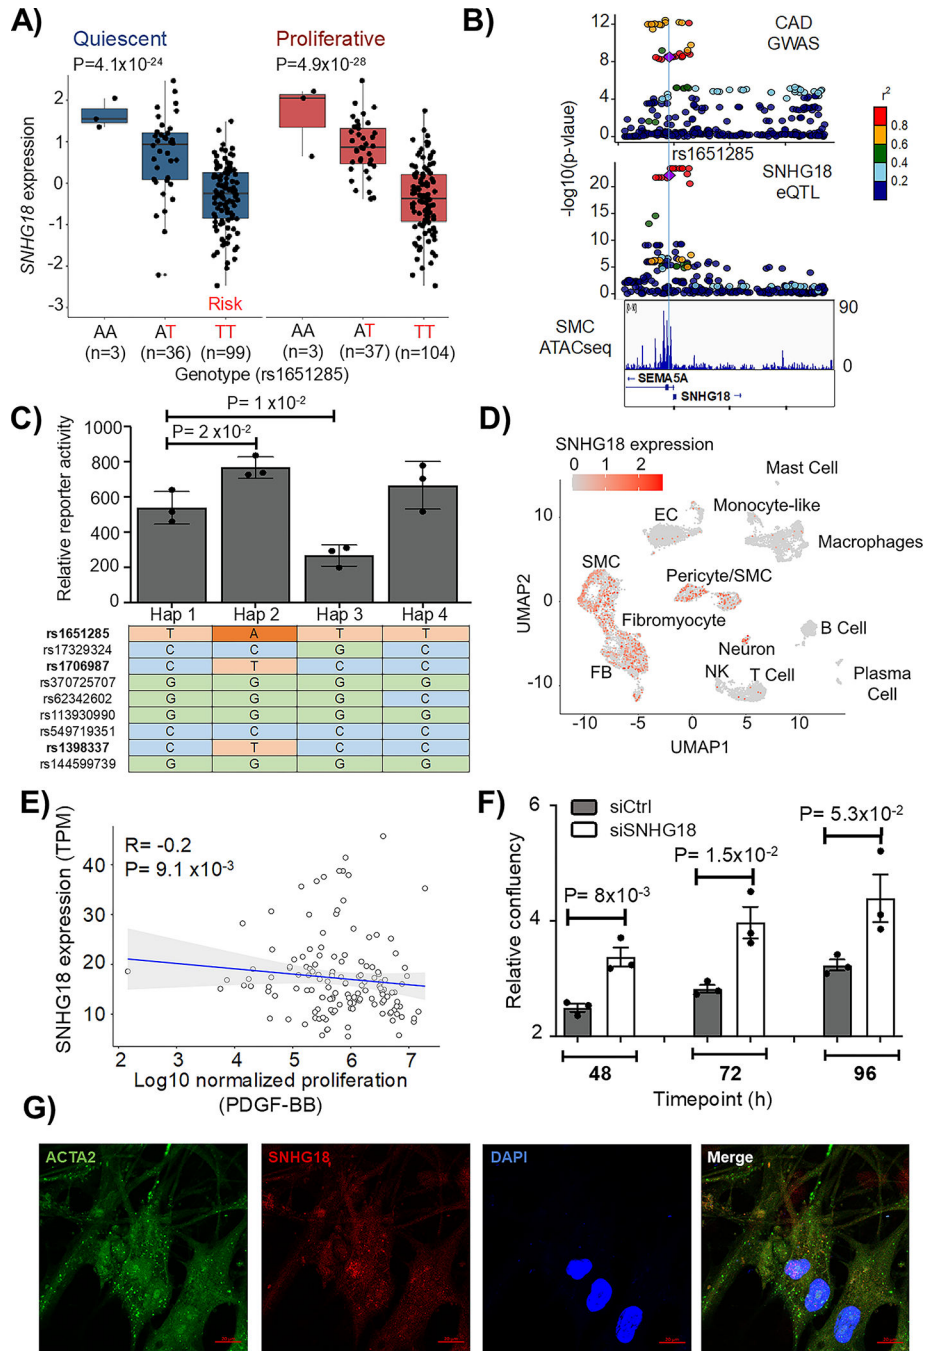 A)
Quiescent
P=4.1x10-24
Proliferative
P=4.9x10-28
SNHG18 expression
2
1
0
-1
-2
-3
Risk
AA
(n=3)
AT
(n=36)
TT
(n=99)
AA
(n=3)
AT
(n=37)
TT
(n=104)
Genotype (rs1651285)
B)
CAD
GWAS
12
8
4
0
rs1651285
-log10(p-vlaue)
SNHG18
eQTL
20
15
10
5
0
r2
0.8
0.6
0.4
0.2
SMC
ATACseq
90
0
SEMA5A
SNHG18
C)
P= 1 x10-2
P= 2 x10-2
Relative reporter activity
1000
800
600
400
200
0
Hap 1 Hap 2 Hap 3 Hap 4
rs1651285 T A T T
rs17329324 C C G C
rs1706987 C T C C
rs370725707 G G G G
rs62342602 G G G C
rs113930990 G G G G
rs549719351 C C C C
rs1398337 C T C C
rs144599739 G G G G
D)
SNHG18 expression
0 1 2
Mast Cell
EC
Monocyte-like
Macrophages
SMC
Pericyte/SMC
Fibromyocyte
B Cell
Neuron
FB
NK
T Cell
Plasma
Cell
UMAP2
10
0
-10
-10 -5 0 5 10
UMAP1
E)
R= -0.2
P= 9.1 x10-3
SNHG18 expression (TPM)
40
30
20
10
2 3 4 5 6 7
Log10 normalized proliferation
(PDGF-BB)
F)
siCtrl
siSNHG18
P= 8x10-3
P= 1.5x10-2
P= 5.3x10-2
Relative confluency
6
4
2
48 72 96
Timepoint (h)
G)
ACTA2
SNHG18
DAPI
Merge